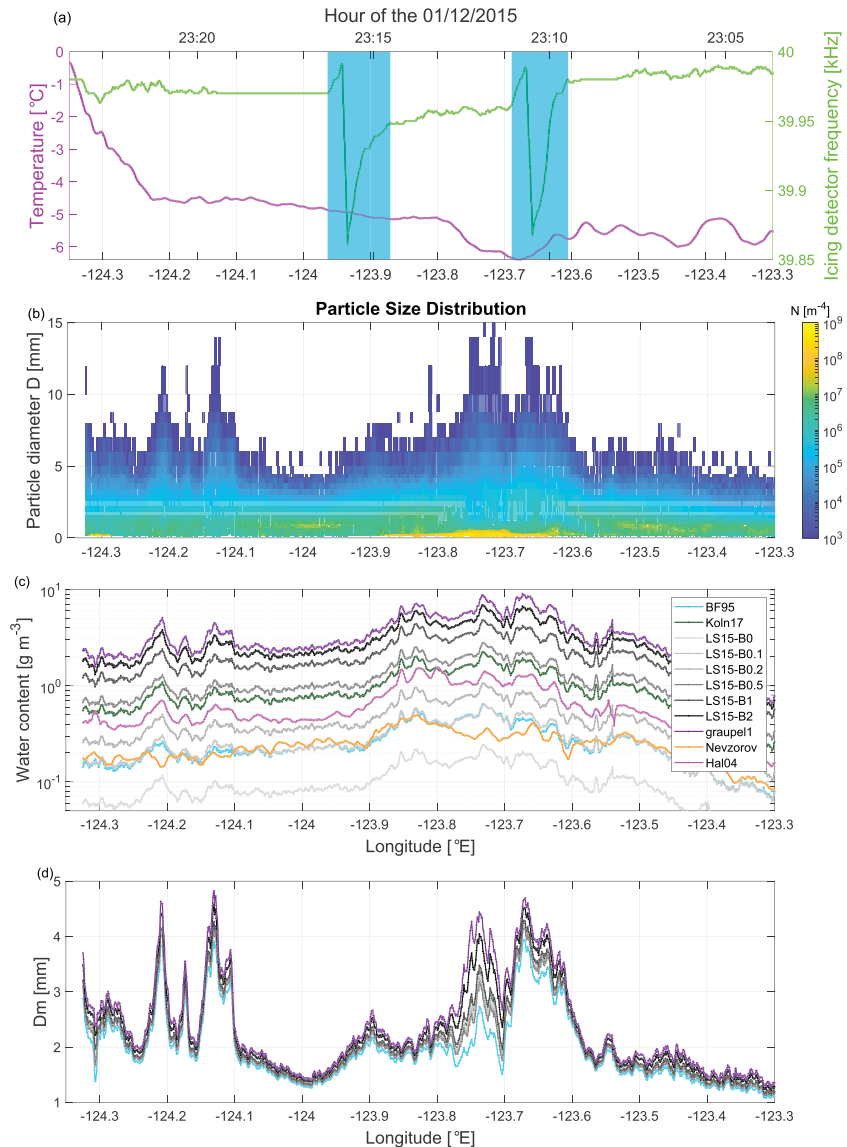 (a)
Hour of the 01/12/2015
23:20 23:15 23:10 23:05
Temperature [°C]
0
-1
-2
-3
-4
-5
-6
40
39.95
39.9
39.85
Icing detector frequency [kHz]
-124.3 -124.2 -124.1 -124 -123.9 -123.8 -123.7 -123.6 -123.5 -123.4 -123.3
(b)
Particle Size Distribution
N [m⁻⁴]
Particle diameter D [mm]
15
10
5
0
10⁹
10⁸
10⁷
10⁶
10⁵
10⁴
10³
-124.3 -124.2 -124.1 -124 -123.9 -123.8 -123.7 -123.6 -123.5 -123.4 -123.3
(c)
Water content [g m⁻³]
10¹
10⁰
10⁻¹
BF95
Koln17
LS15-B0
LS15-B0.1
LS15-B0.2
LS15-B0.5
LS15-B1
LS15-B2
graupel1
Nevzorov
Hal04
-124.3 -124.2 -124.1 -124 -123.9 -123.8 -123.7 -123.6 -123.5 -123.4 -123.3
Longitude [°E]
(d)
Dm [mm]
5
4
3
2
1
-124.3 -124.2 -124.1 -124 -123.9 -123.8 -123.7 -123.6 -123.5 -123.4 -123.3
Longitude [°E]